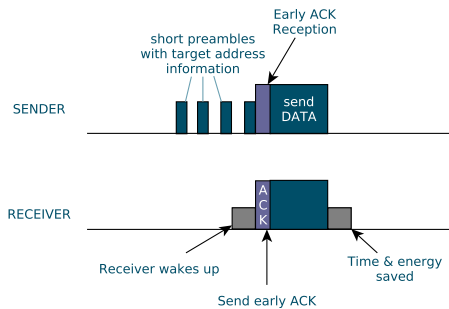 Early ACK
Reception
short preambles
with target address
information
SENDER
send
DATA
RECEIVER
A
C
K
Receiver wakes up
Time & energy
saved
Send early ACK